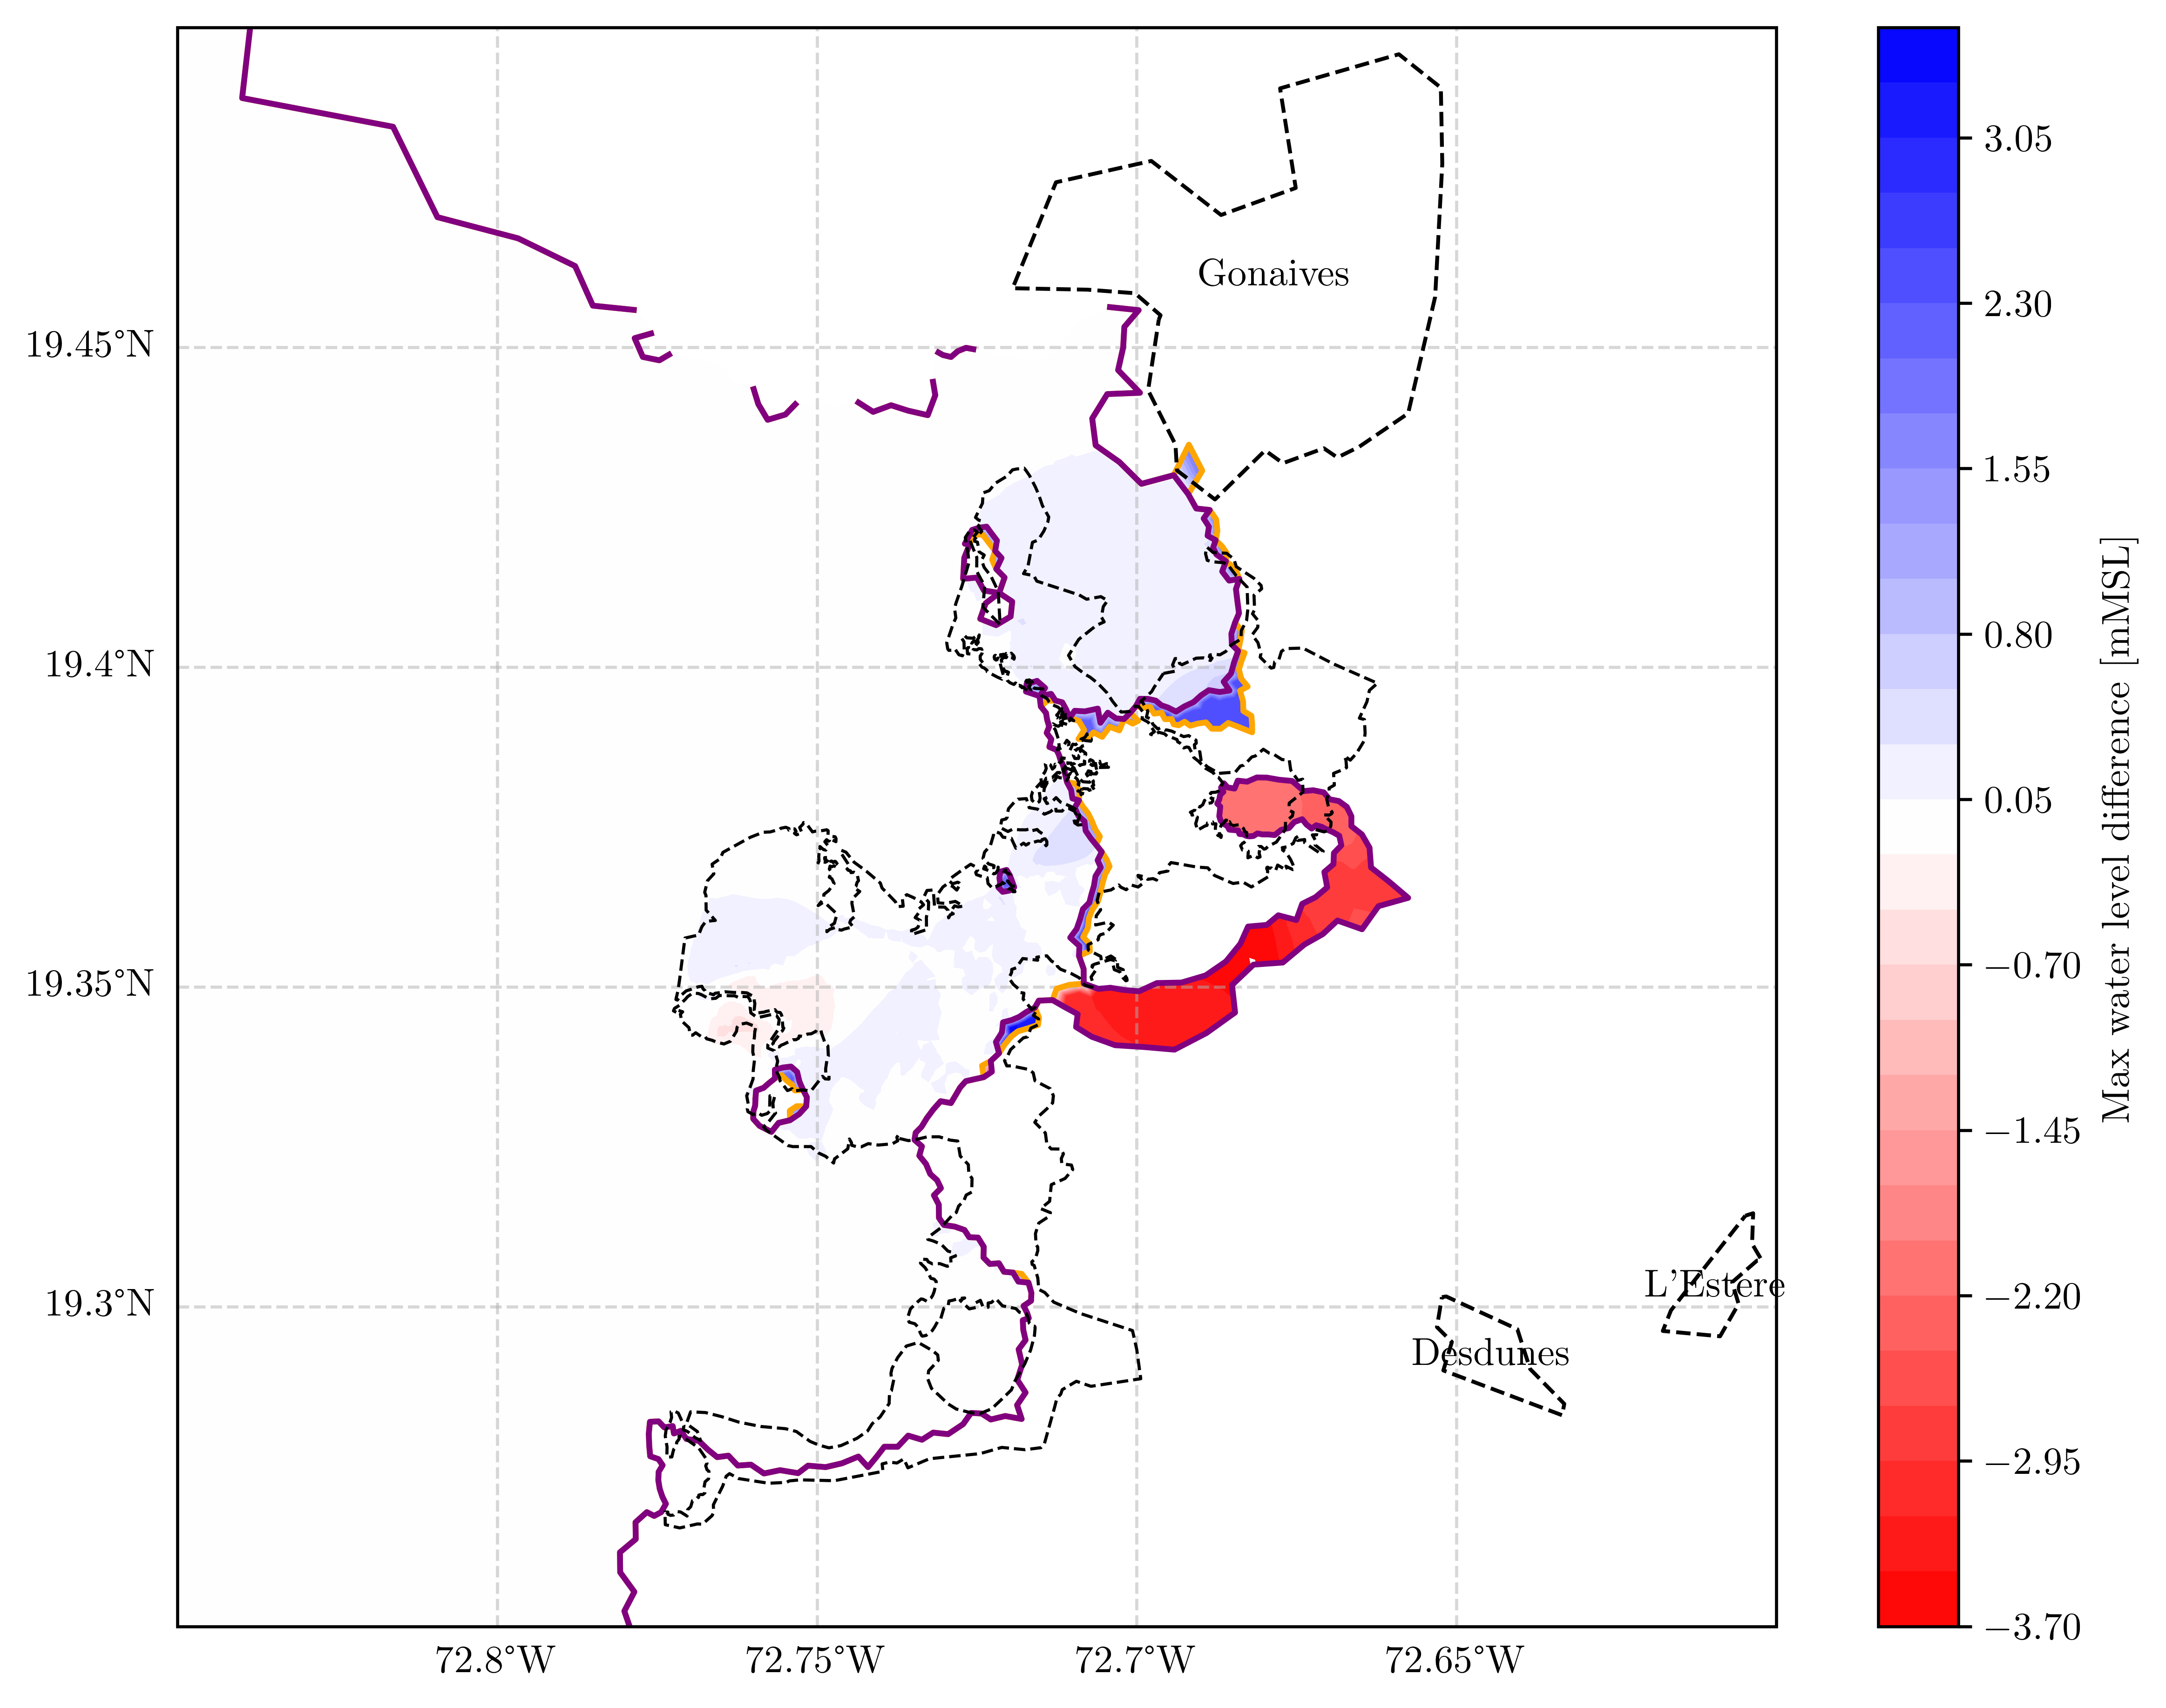 Gonaives
L'Estere
Desdunes
19.45°N
19.4°N
19.35°N
19.3°N
72.8°W
72.75°W
72.7°W
72.65°W
3.05
2.30
1.55
0.80
0.05
−0.70
−1.45
−2.20
−2.95
−3.70
Max water level difference [mMSL]